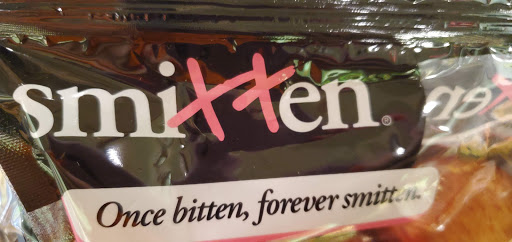 smitten®
Once bitten, forever smitten.